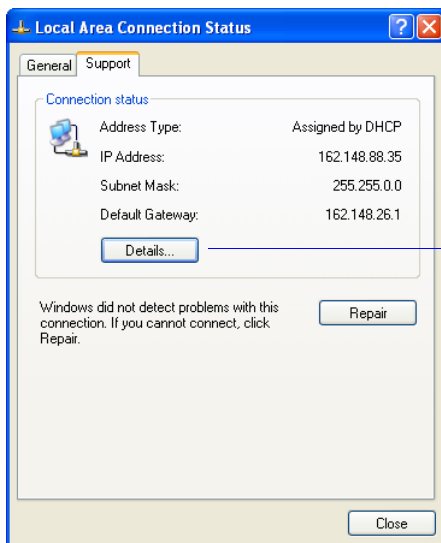 Local Area Connection Status
General
Support
Connection status
Address Type: Assigned by DHCP
IP Address: 162.148.88.35
Subnet Mask: 255.255.0.0
Default Gateway: 162.148.26.1
Details...
Windows did not detect problems with this
connection. If you cannot connect, click
Repair.
Repair
Close